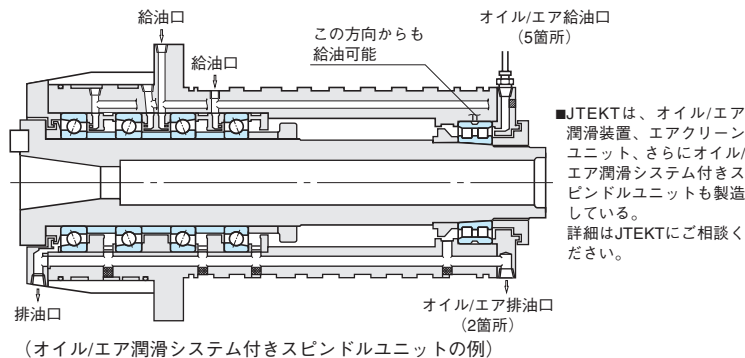 給油口
給油口
この方向からも
給油可能
オイル/エア給油口
(5箇所)
■JTEKTは、オイル/エア
潤滑装置、エアクリーン
ユニット、さらにオイル/
エア潤滑システム付きス
ピンドルユニットも製造
している。
詳細はJTEKTにご相談く
ださい。
排油口
オイル/エア排油口
(2箇所)
(オイル/エア潤滑システム付きスピンドルユニットの例)